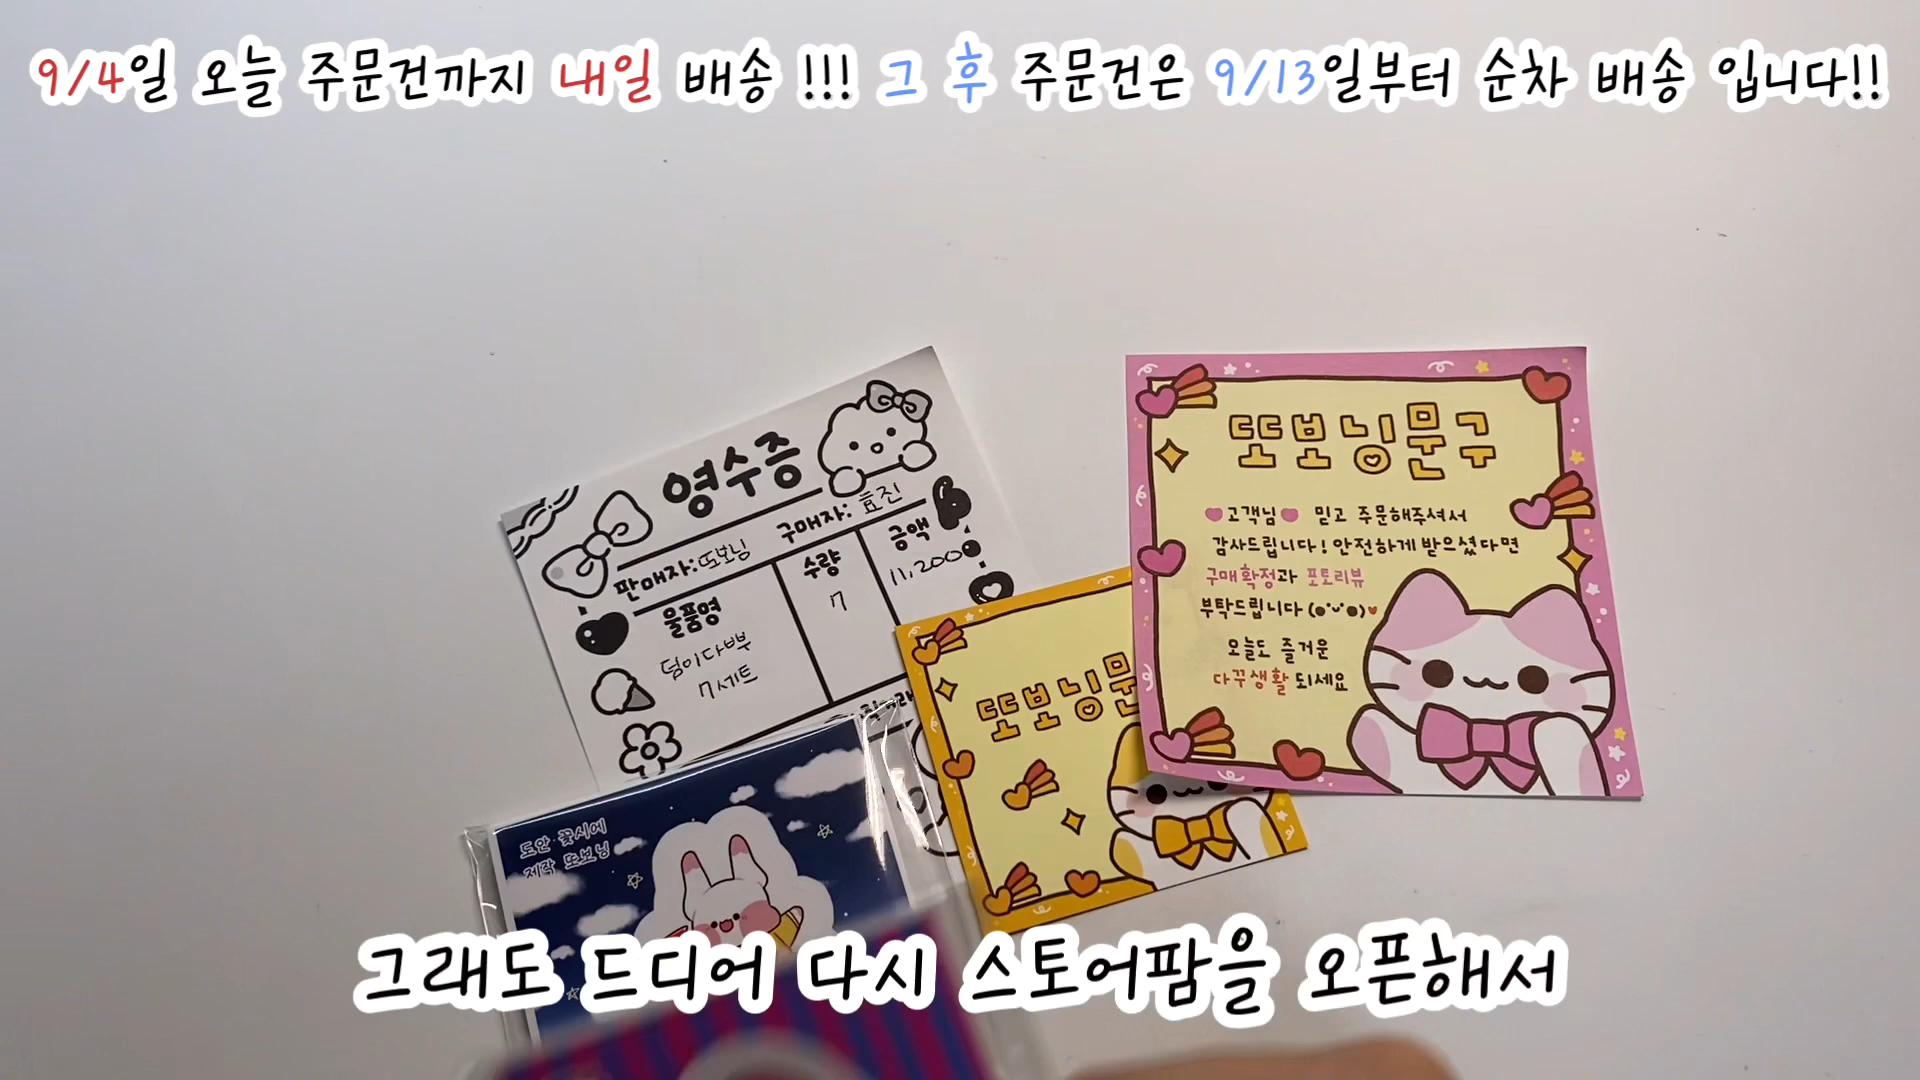 9/4일 오늘 주문건까지 내일 배송 !!! 그 후 주문건은 9/13일부터 순차 배송 입니다!!
영수증
판매자: 또보닝 구매자: 효진
물품명 수량 금액
덤이다뿌 7 11,200
7세트
또보닝문구
고객님 믿고 주문해주셔서
감사드립니다! 안전하게 받으셨다면
구매확정과 포토리뷰
부탁드립니다
오늘도 즐거운
다꾸생활 되세요
또보닝문
도안 꽃시에
제작 또보닝
그래도 드디어 다시 스토어팜을 오픈해서